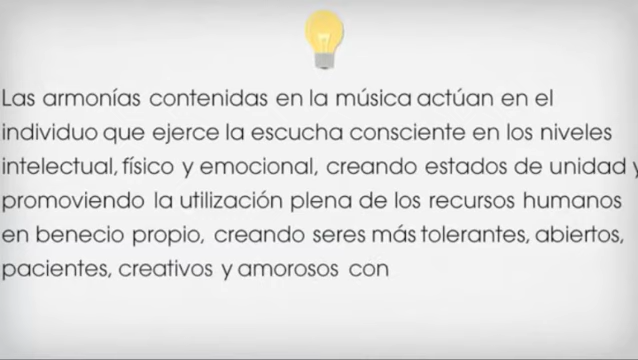 Las armonías contenidas en la música actúan en el
individuo que ejerce la escucha consciente en los niveles
intelectual, físico y emocional, creando estados de unidad y
promoviendo la utilización plena de los recursos humanos
en benecio propio, creando seres más tolerantes, abiertos,
pacientes, creativos y amorosos con